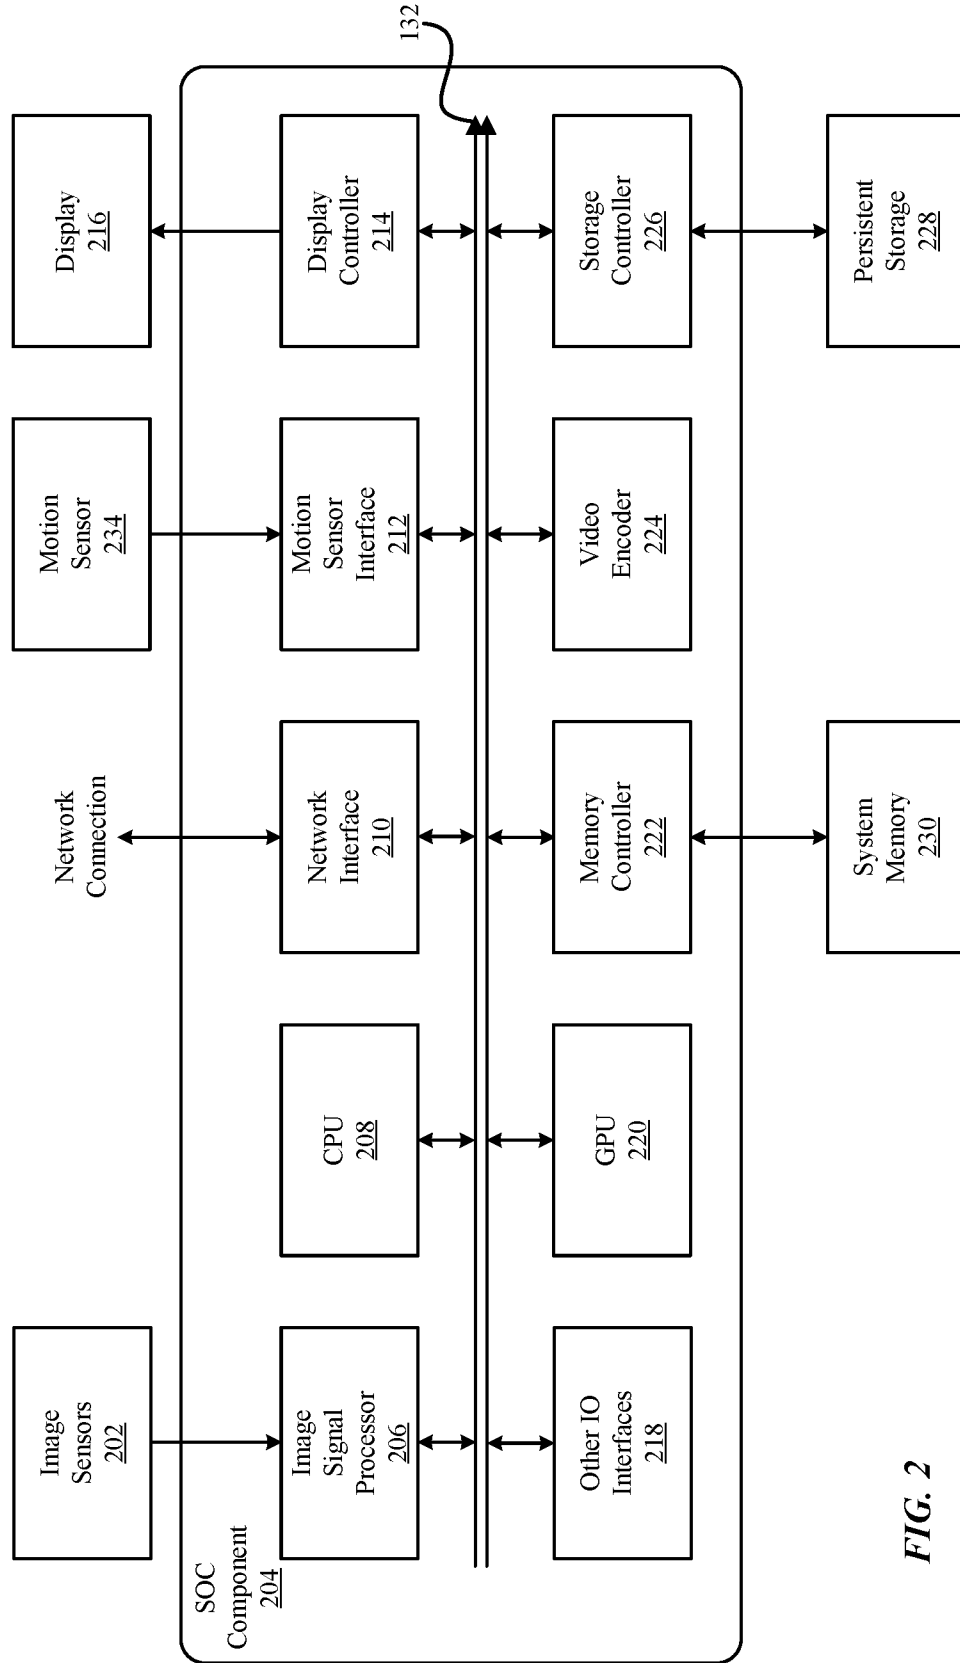 Image
Sensors
202
Network
Connection
Motion
Sensor
234
Display
216
SOC
Component
204
Image
Signal
Processor
206
CPU
208
Network
Interface
210
Motion
Sensor
Interface
212
Display
Controller
214
132
Other IO
Interfaces
218
GPU
220
Memory
Controller
222
Video
Encoder
224
Storage
Controller
226
System
Memory
230
Persistent
Storage
228
FIG. 2